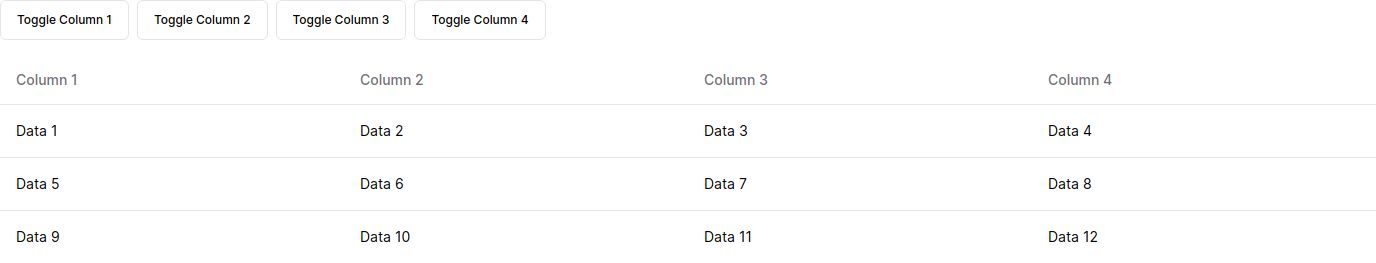 Toggle Column 1 Toggle Column 2 Toggle Column 3 Toggle Column 4
Column 1 Column 2 Column 3 Column 4
Data 1 Data 2 Data 3 Data 4
Data 5 Data 6 Data 7 Data 8
Data 9 Data 10 Data 11 Data 12